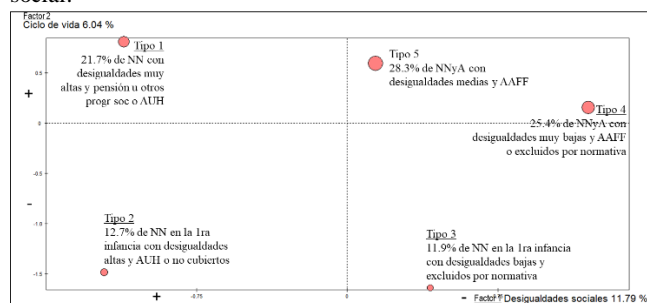 social.
Factor 2
Ciclo de vida 6.04 %
Tipo 1
21.7% de NN con
desigualdades muy
altas y pensión u otros
progr soc o AUH
Tipo 5
28.3% de NNyA con
desigualdades medias y AAFF
Tipo 4
25.4% de NNyA con
desigualdades muy bajas y AAFF
o excluidos por normativa
0.5
+
0
-
-1.0
-1.5
Tipo 2
12.7% de NN en la 1ra
infancia con desigualdades
altas y AUH o no cubiertos
Tipo 3
11.9% de NN en la 1ra infancia
con desigualdades bajas y
excluidos por normativa
+ -0.75 0 - Factor 1 Desigualdades sociales 11.79 %